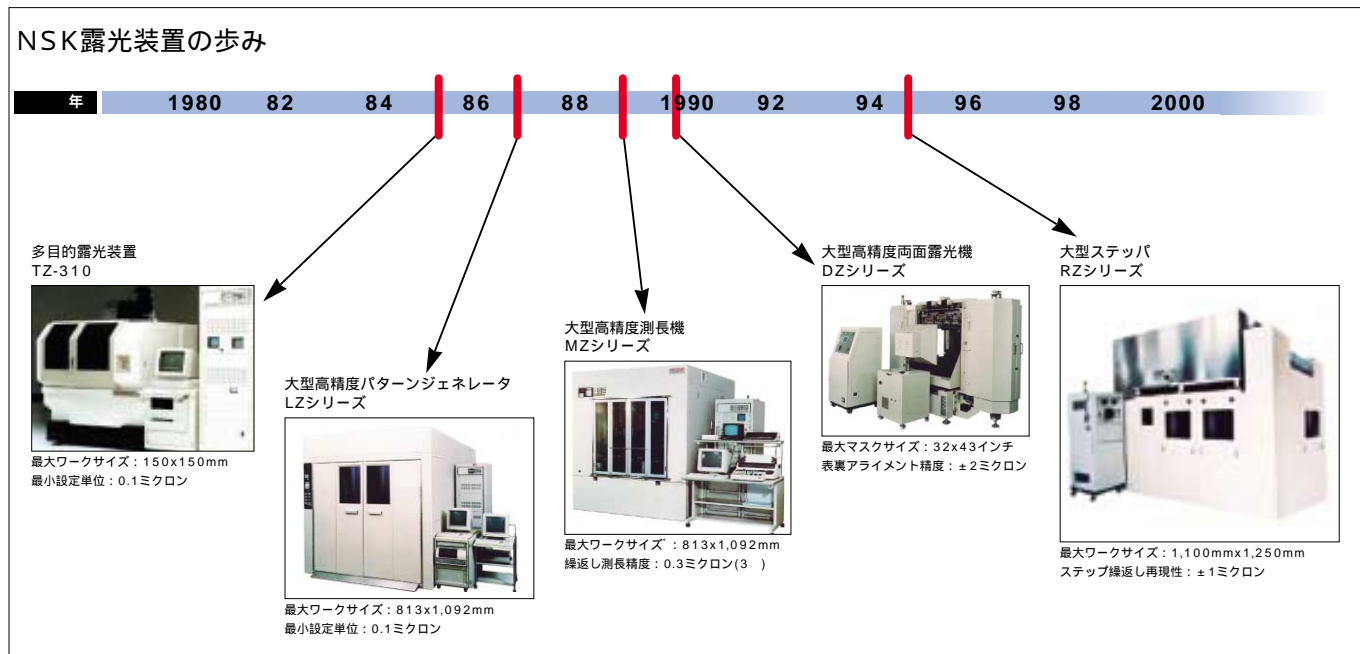 NSK露光装置の歩み
年 1980 82 84 86 88 1990 92 94 96 98 2000
多目的露光装置
TZ-310
最大ワークサイズ：150x150mm
最小設定単位：0.1ミクロン
大型高精度パターンジェネレータ
LZシリーズ
最大ワークサイズ：813x1,092mm
最小設定単位：0.1ミクロン
大型高精度測長機
MZシリーズ
最大ワークサイズ：813x1,092mm
繰返し測長精度：0.3ミクロン(3　)
大型高精度両面露光機
DZシリーズ
最大マスクサイズ：32x43インチ
表裏アライメント精度：±2ミクロン
大型ステッパ
RZシリーズ
最大ワークサイズ：1,100mmx1,250mm
ステップ繰返し再現性：±1ミクロン